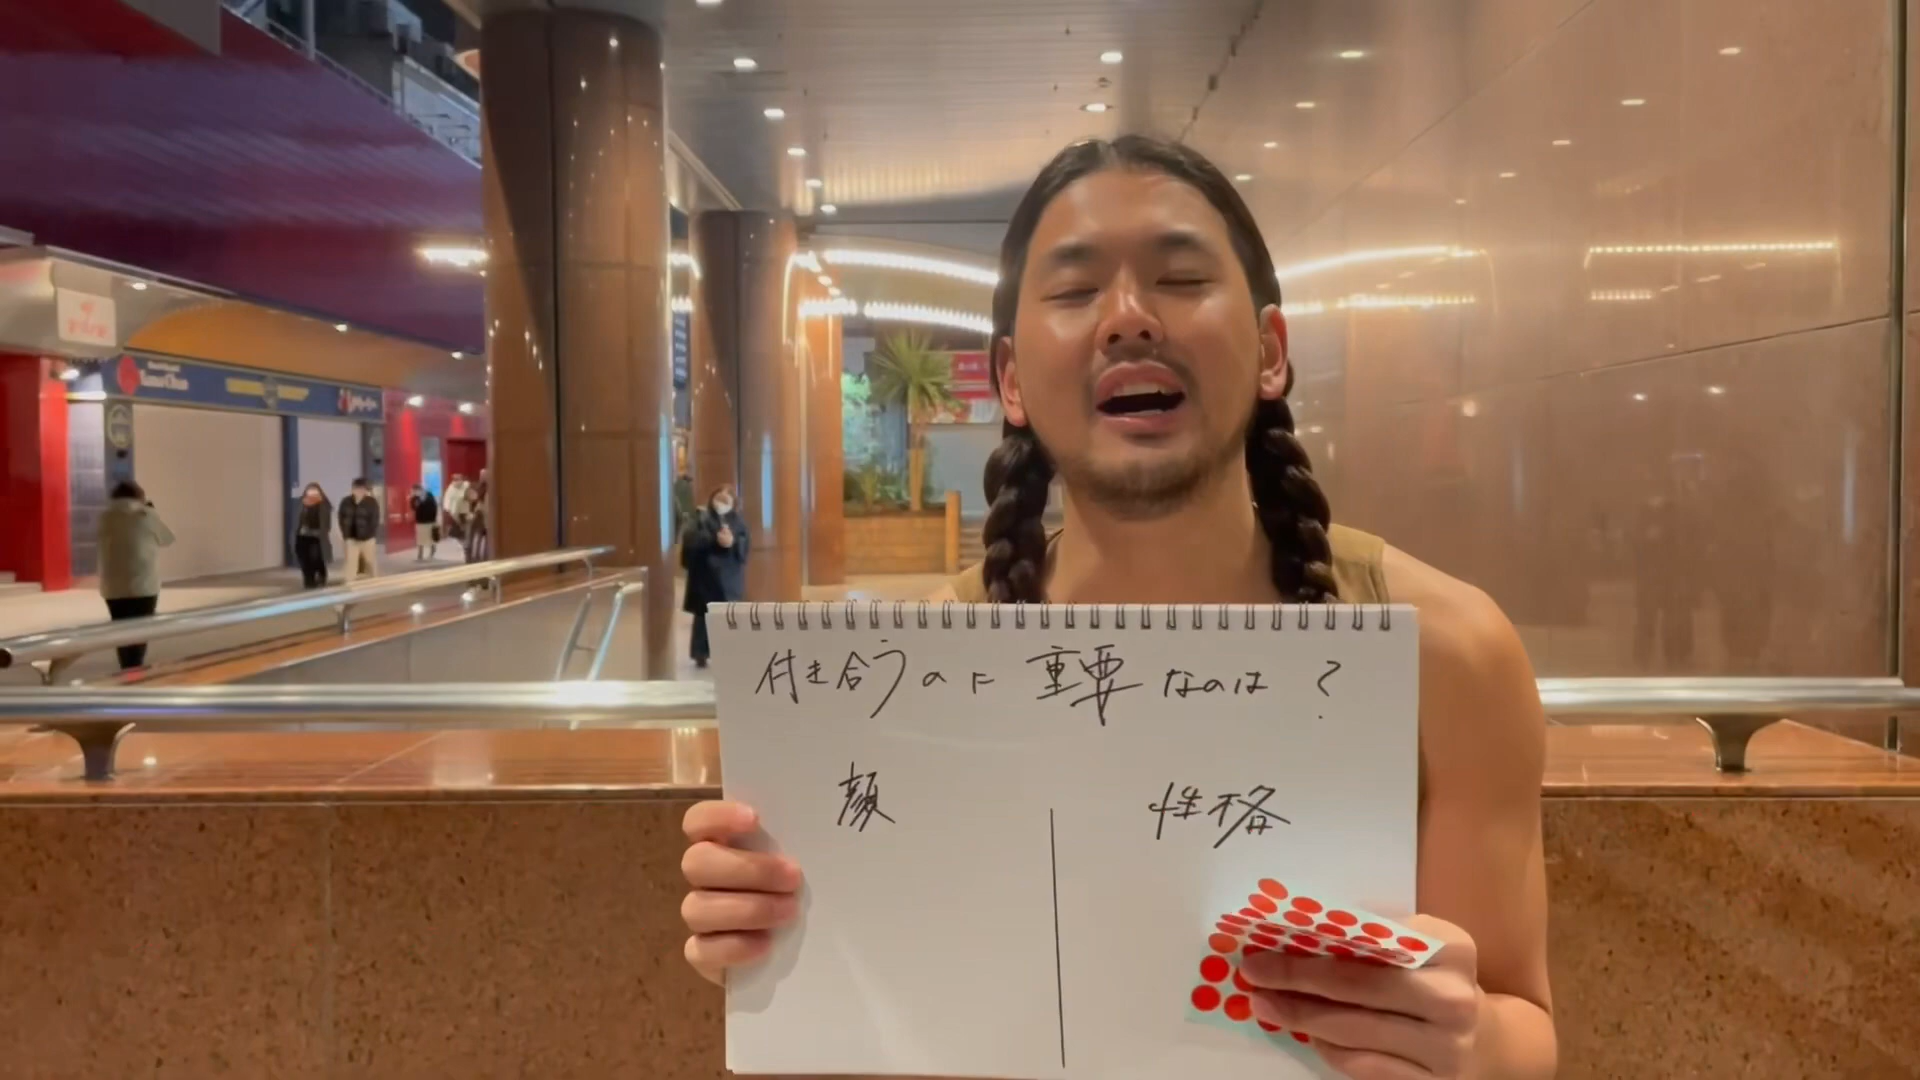 付き合うのに重要なのは?
顔
性格